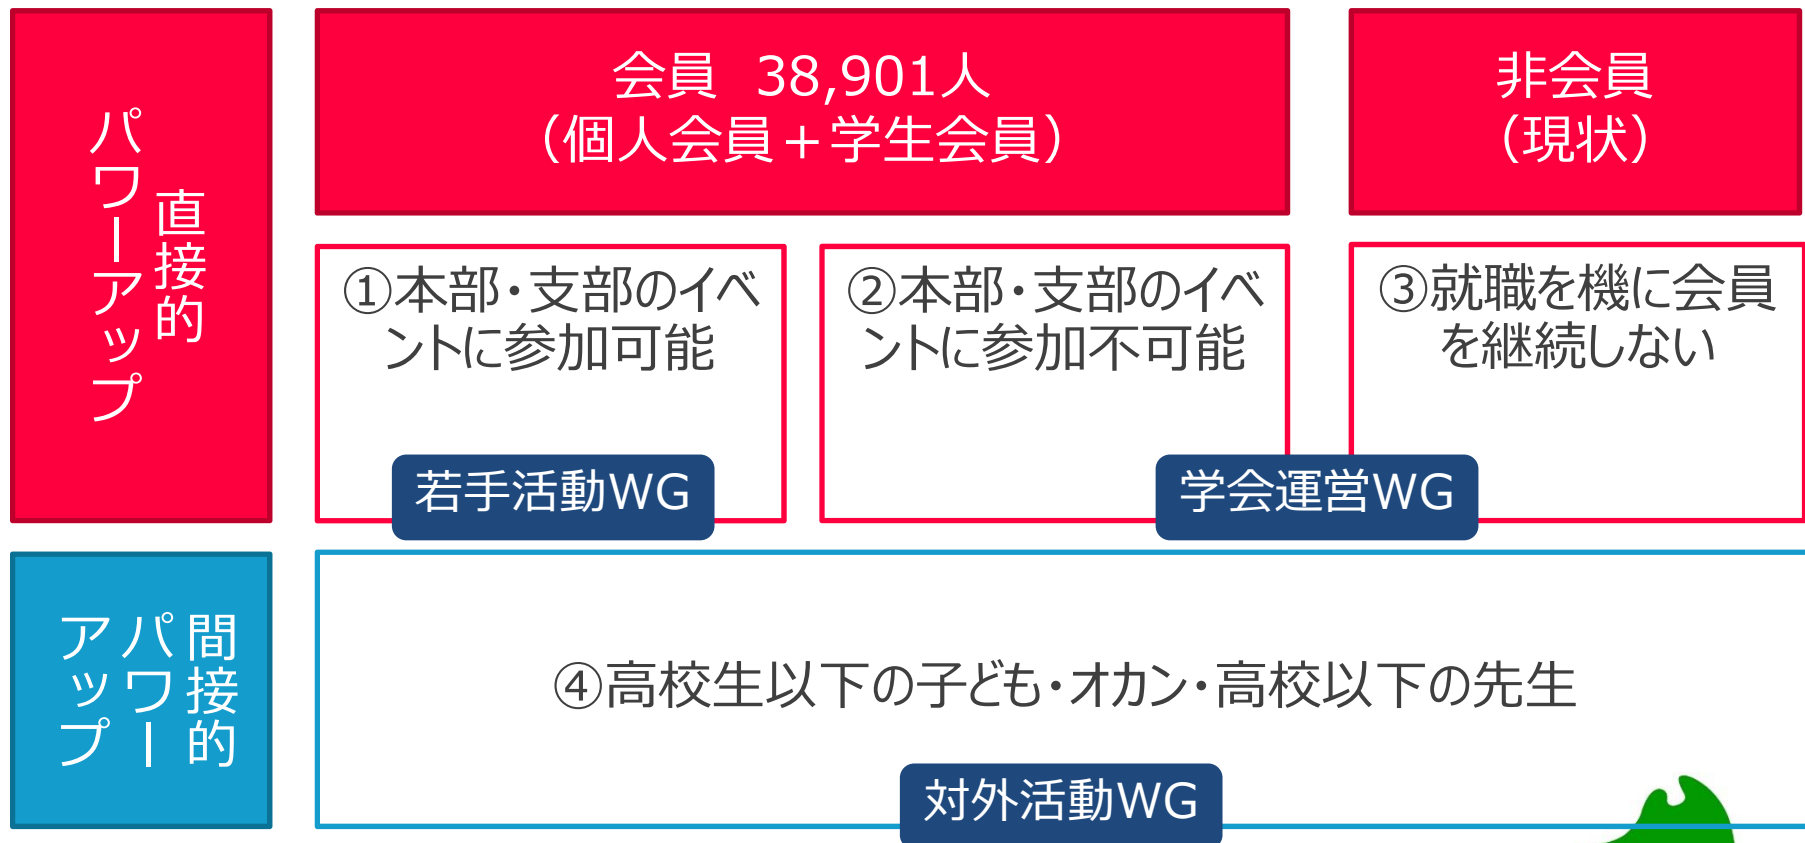 直接的
パワーアップ
会員　38,901人
（個人会員＋学生会員）
非会員
（現状）
①本部・支部のイベ
ントに参加可能
②本部・支部のイベ
ントに参加不可能
③就職を機に会員
を継続しない
若手活動WG
学会運営WG
間接的
パワー
アップ
④高校生以下の子ども・オカン・高校以下の先生
対外活動WG